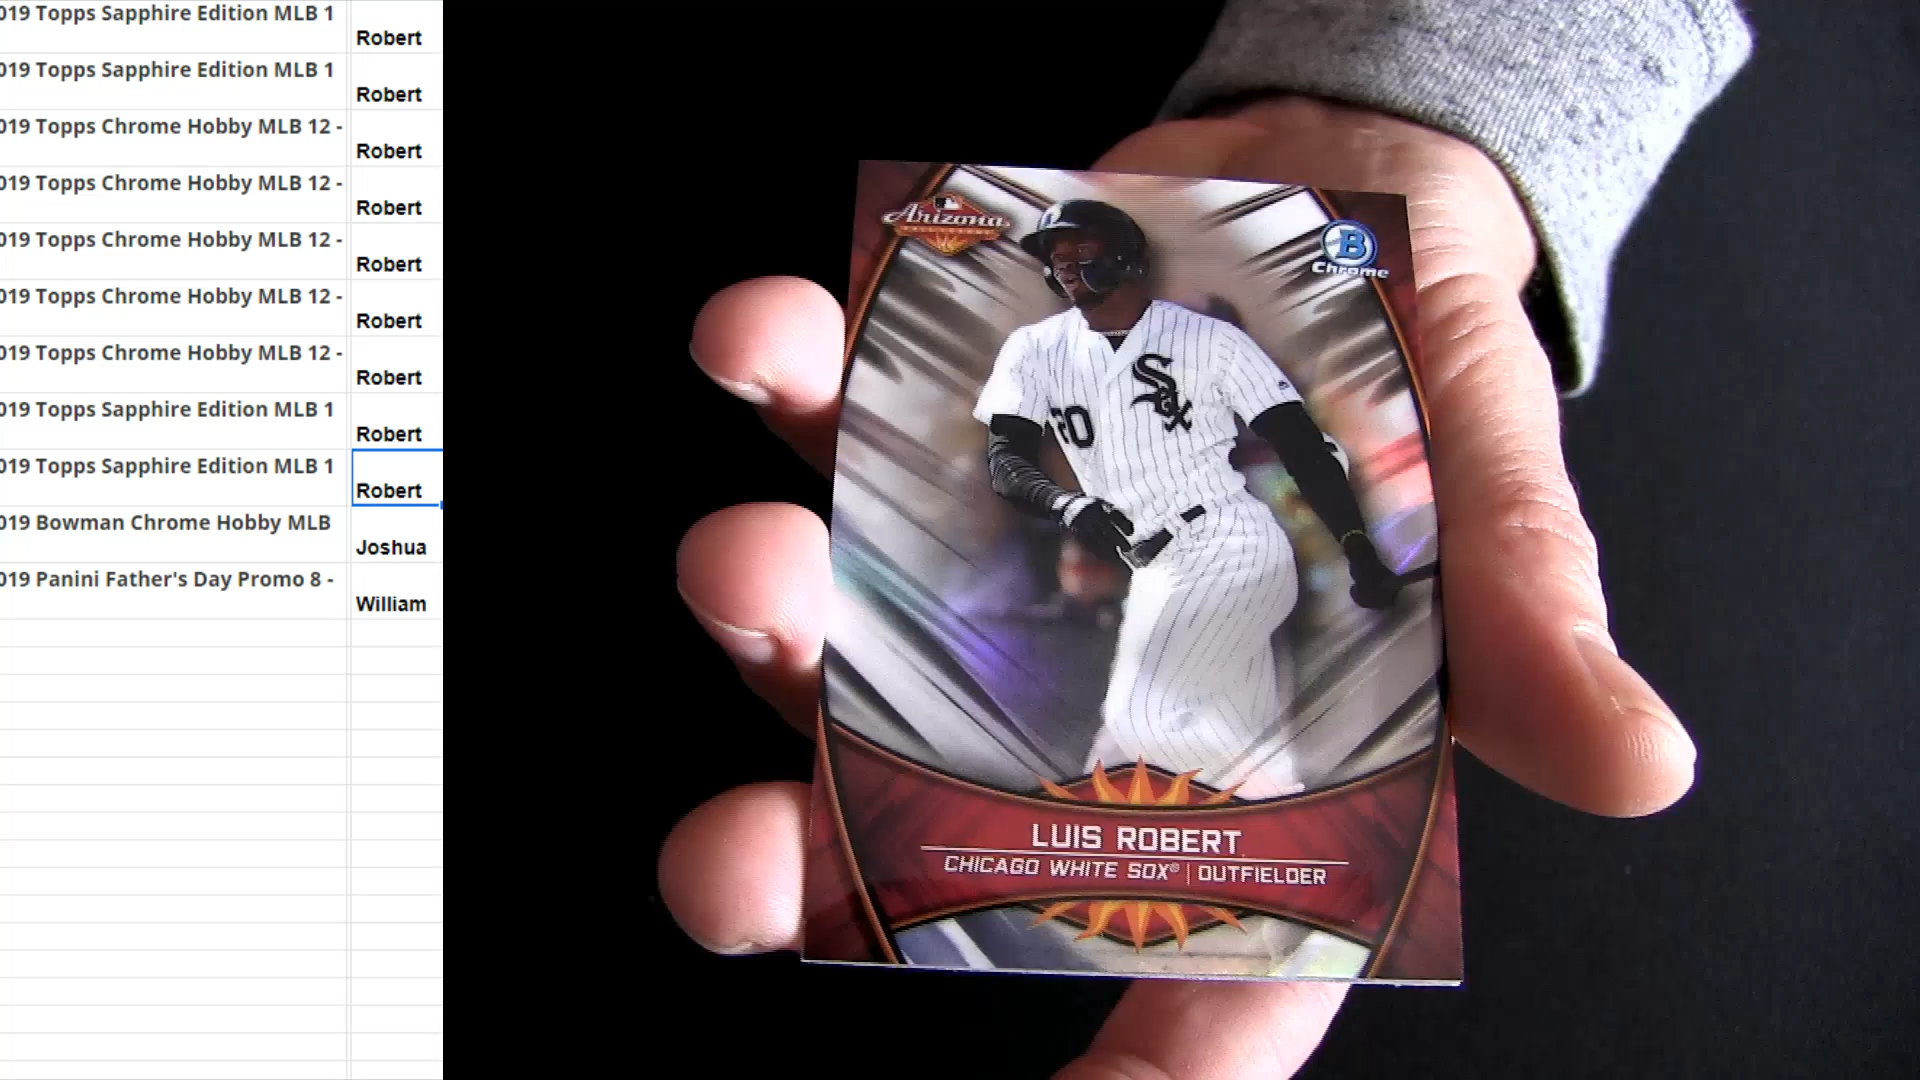 019 Topps Sapphire Edition MLB 1
Robert
019 Topps Sapphire Edition MLB 1
Robert
019 Topps Chrome Hobby MLB 12 -
Robert
019 Topps Chrome Hobby MLB 12 -
Robert
019 Topps Chrome Hobby MLB 12 -
Robert
019 Topps Chrome Hobby MLB 12 -
Robert
019 Topps Chrome Hobby MLB 12 -
Robert
019 Topps Sapphire Edition MLB 1
Robert
019 Topps Sapphire Edition MLB 1
Robert
019 Bowman Chrome Hobby MLB
Joshua
019 Panini Father's Day Promo 8 -
William
Arizona
B
Chrome
Sox
20
LUIS ROBERT
CHICAGO WHITE SOX® | OUTFIELDER